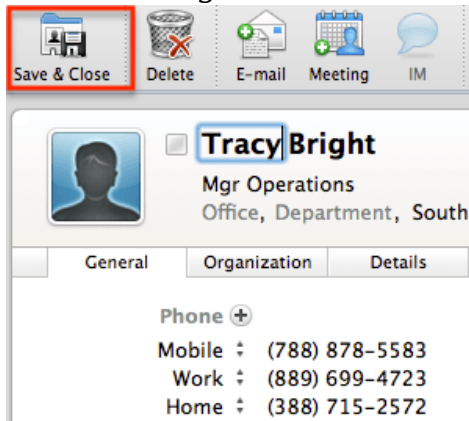 Save & Close Delete E-mail Meeting IM
Tracy Bright
Mgr Operations
Office, Department, South
General Organization Details
Phone
Mobile (788) 878-5583
Work (889) 699-4723
Home (388) 715-2572